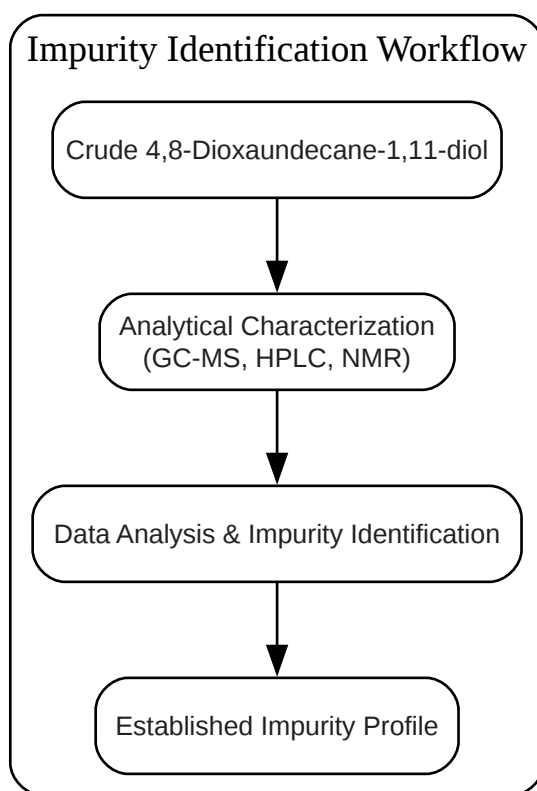 Impurity Identification Workflow
Crude 4,8-Dioxaundecane-1,11-diol
Analytical Characterization
(GC-MS, HPLC, NMR)
Data Analysis & Impurity Identification
Established Impurity Profile